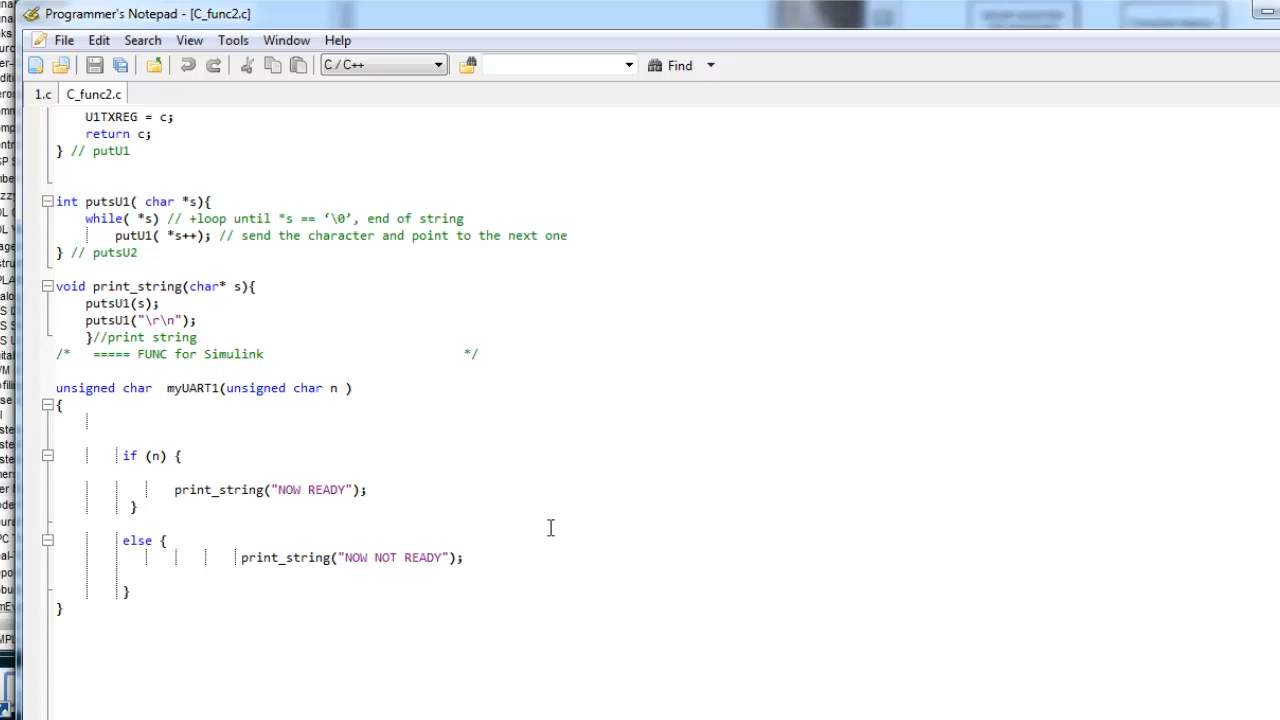 Programmer's Notepad - [C_func2.c]
File Edit Search View Tools Window Help
C / C++ Find
1.c C_func2.c
U1TXREG = c;
return c;
} // putU1
int putsU1( char *s){
while( *s) // +loop until *s == ‘\0’, end of string
putU1( *s++); // send the character and point to the next one
} // putsU2
void print_string(char* s){
putsU1(s);
putsU1("\r\n");
}//print string
/* ===== FUNC for Simulink */
unsigned char myUART1(unsigned char n )
{
if (n) {
print_string("NOW READY");
}
else {
print_string("NOW NOT READY");
}
}